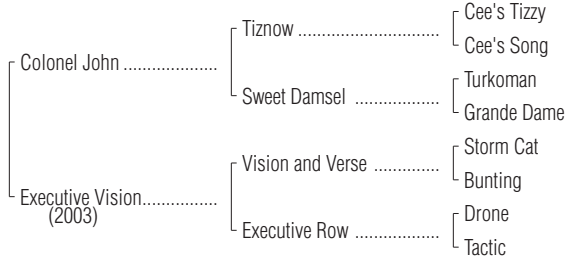 Cee's Tizzy
Tiznow ..............................
Cee's Song
Colonel John ....................
Turkoman
Sweet Damsel ..................
Grande Dame
Storm Cat
Vision and Verse ..............
Bunting
Executive Vision................
(2003)
Drone
Executive Row ..................
Tactic